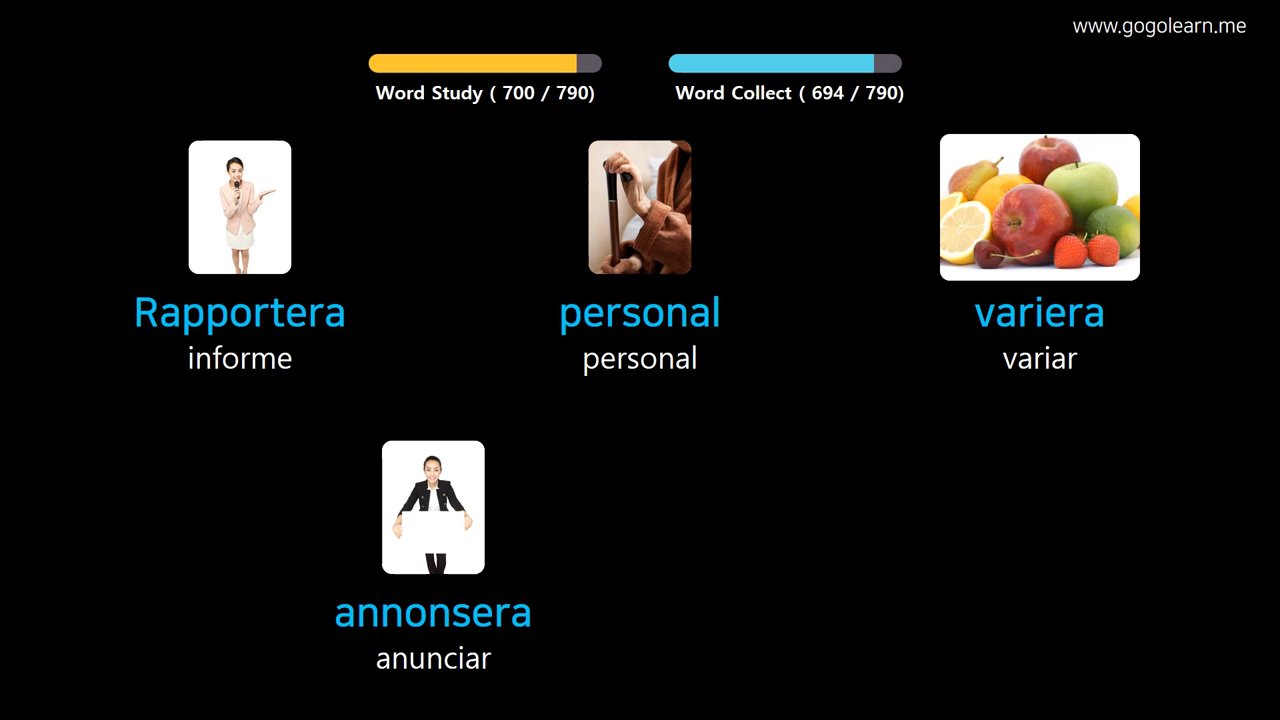 www.gogolearn.me
Word Study ( 700 / 790)
Word Collect ( 694 / 790)
Rapportera
informe
personal
personal
variera
variar
annonsera
anunciar